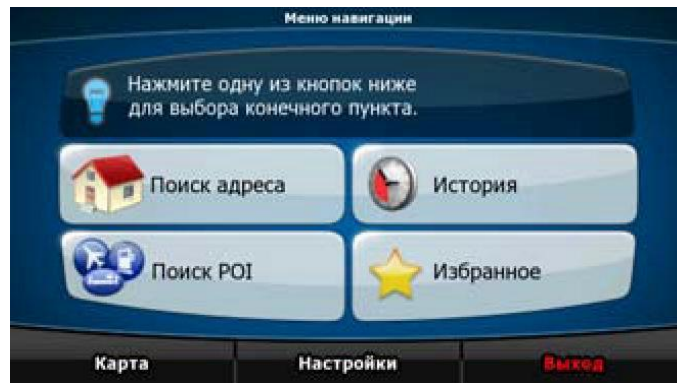 Меню навигации
Нажмите одну из кнопок ниже
для выбора конечного пункта.
Поиск адреса
История
Поиск POI
Избранное
Карта
Настройки
Выход